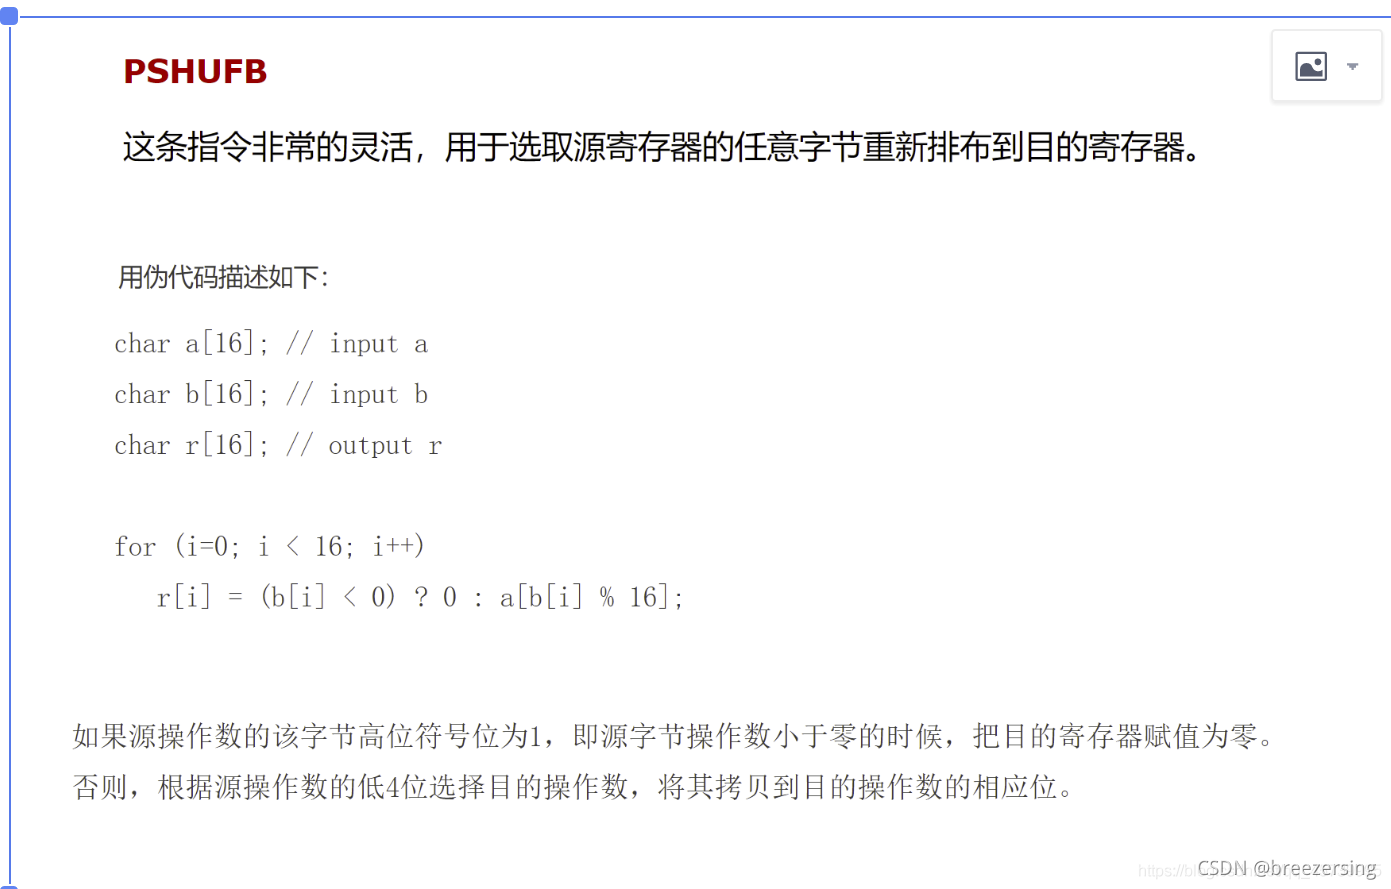 PSHUFB
这条指令非常的灵活，用于选取源寄存器的任意字节重新排布到目的寄存器。
用伪代码描述如下：
char a[16]; // input a
char b[16]; // input b
char r[16]; // output r
for (i=0; i < 16; i++)
r[i] = (b[i] < 0) ? 0 : a[b[i] % 16];
如果源操作数的该字节高位符号位为1，即源字节操作数小于零的时候，把目的寄存器赋值为零。
否则，根据源操作数的低4位选择目的操作数，将其拷贝到目的操作数的相应位。
CSDN @breezersing